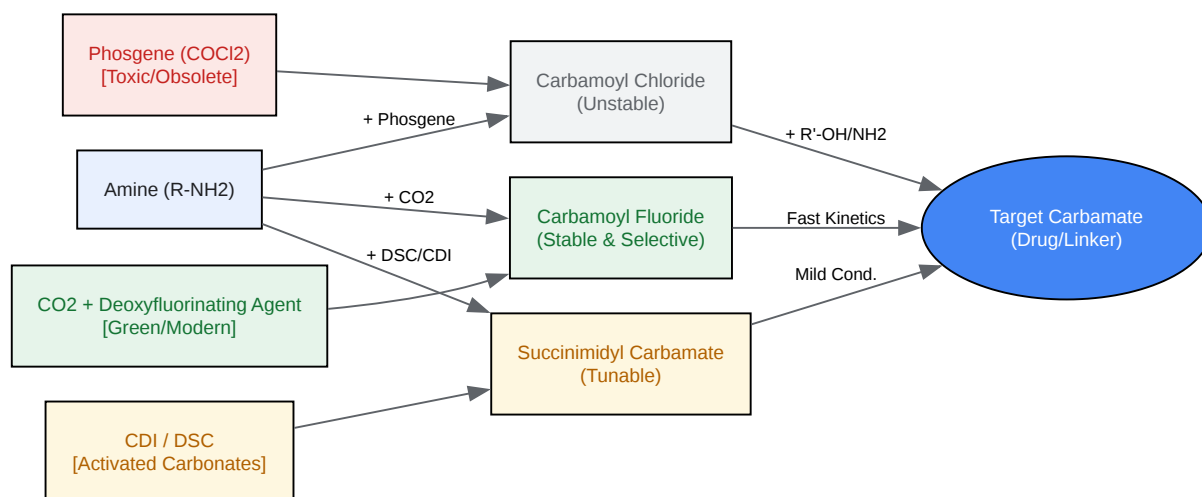 Phosgene (COCl2)
[Toxic/Obsolete]
Carbamoyl Chloride
(Unstable)
+ Phosgene
+ R'-OH/NH2
Amine (R-NH2)
+ CO2
Carbamoyl Fluoride
(Stable & Selective)
Fast Kinetics
Target Carbamate
(Drug/Linker)
+ DSC/CDI
Mild Cond.
CO2 + Deoxyfluorinating Agent
[Green/Modern]
Succinimidyl Carbamate
(Tunable)
CDI / DSC
[Activated Carbonates]